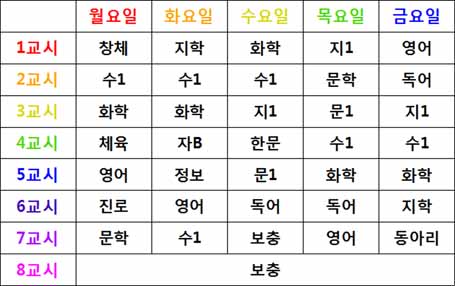 월요일 화요일 수요일 목요일 금요일
1교시 창체 지학 화학 지1 영어
2교시 수1 수1 수1 문학 독어
3교시 화학 화학 지1 문1 지1
4교시 체육 자B 한문 수1 수1
5교시 영어 정보 문1 화학 화학
6교시 진로 영어 독어 독어 지학
7교시 문학 수1 보충 영어 동아리
8교시 보충